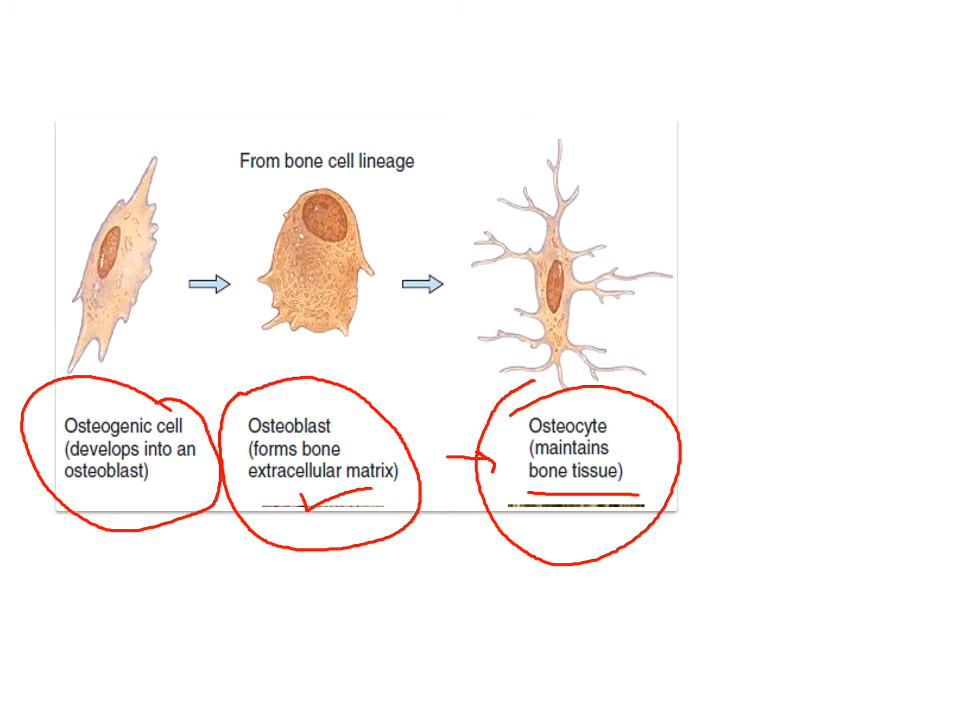 From bone cell lineage
Osteogenic cell
(develops into an
osteoblast)
Osteoblast
(forms bone
extracellular matrix)
Osteocyte
(maintains
bone tissue)